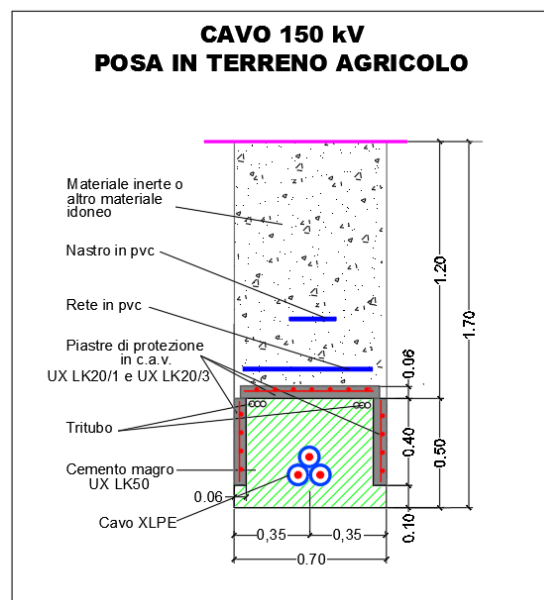 CAVO 150 kV
POSA IN TERRENO AGRICOLO
Materiale inerte o
altro materiale
idoneo
Nastro in pvc
Rete in pvc
Piastre di protezione
in c.a.v.
UX LK20/1 e UX LK20/3
Tritubo
Cemento magro
UX LK50
0.06
Cavo XLPE
0,35
0,35
0.70
1.20
1.70
0.06
0.40
0.50
0.10